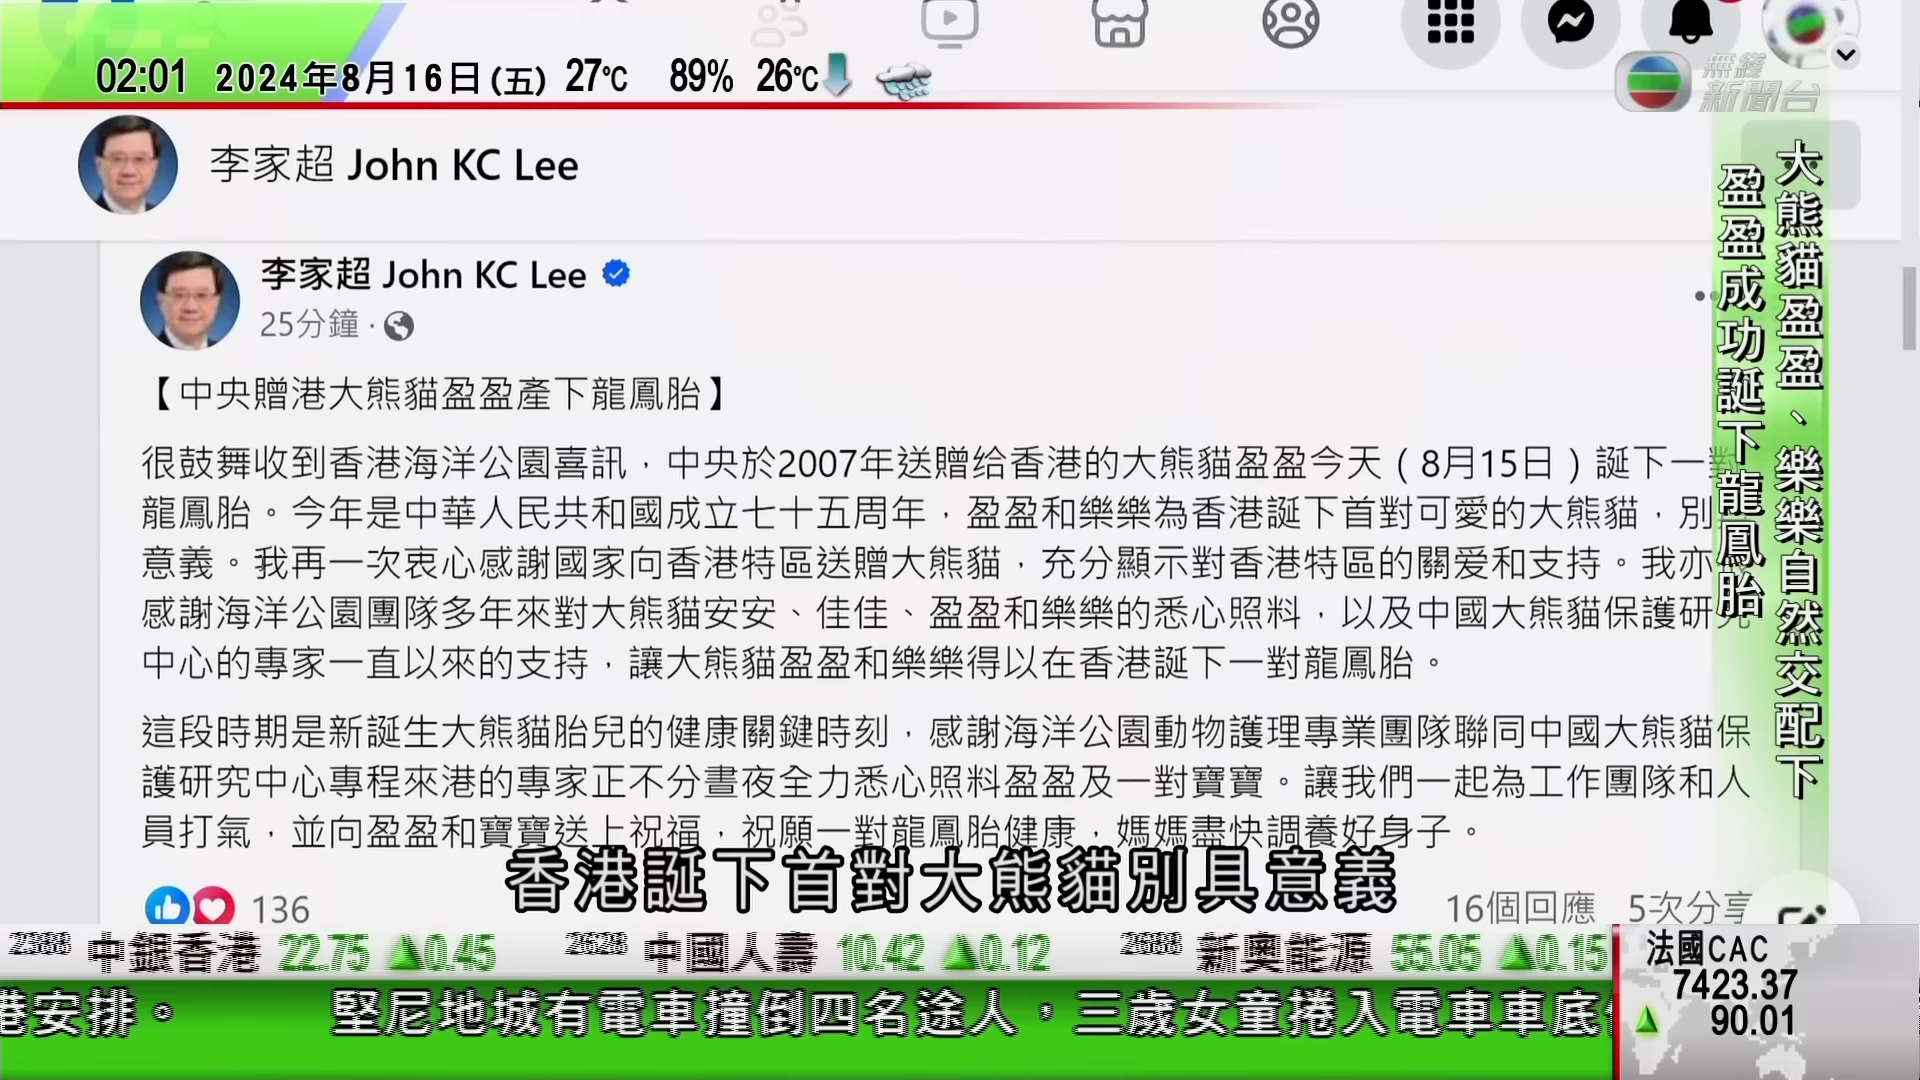 02:01 2024年8月16日(五) 27℃ 89% 26℃
無綫
新聞台
李家超 John KC Lee
李家超 John KC Lee
25分鐘
【中央贈港大熊貓盈盈產下龍鳳胎】
很鼓舞收到香港海洋公園喜訊，中央於2007年送贈给香港的大熊貓盈盈今天（8月15日）誕下一對
龍鳳胎。今年是中華人民共和國成立七十五周年，盈盈和樂樂為香港誕下首對可愛的大熊貓，別
意義。我再一次衷心感謝國家向香港特區送贈大熊貓，充分顯示對香港特區的關爱和支持。我亦
感謝海洋公園團隊多年來對大熊貓安安、佳佳、盈盈和樂樂的悉心照料，以及中國大熊貓保護研究
中心的專家一直以來的支持，讓大熊貓盈盈和樂樂得以在香港誕下一對龍鳳胎。
這段時期是新誕生大熊貓胎兒的健康關鍵時刻，感謝海洋公園動物護理專業團隊聯同中國大熊貓保
護研究中心專程來港的專家正不分晝夜全力悉心照料盈盈及一對寶寶。讓我們一起為工作團隊和人
員打氣，並向盈盈和寶寶送上祝福，祝願一對龍鳳胎健康，媽媽盡快調養好身子。
136
16個回應 5次分享
大熊貓盈盈、樂樂自然交配下
盈盈成功誕下龍鳳胎
香港誕下首對大熊貓別具意義
2388 中銀香港 22.75 ▲0.45 2628 中國人壽 10.42 ▲0.12 2688 新奧能源 55.05 ▲0.15
港安排。 堅尼地城有電車撞倒四名途人，三歲女童捲入電車車底
法國CAC
7423.37
▲ 90.01